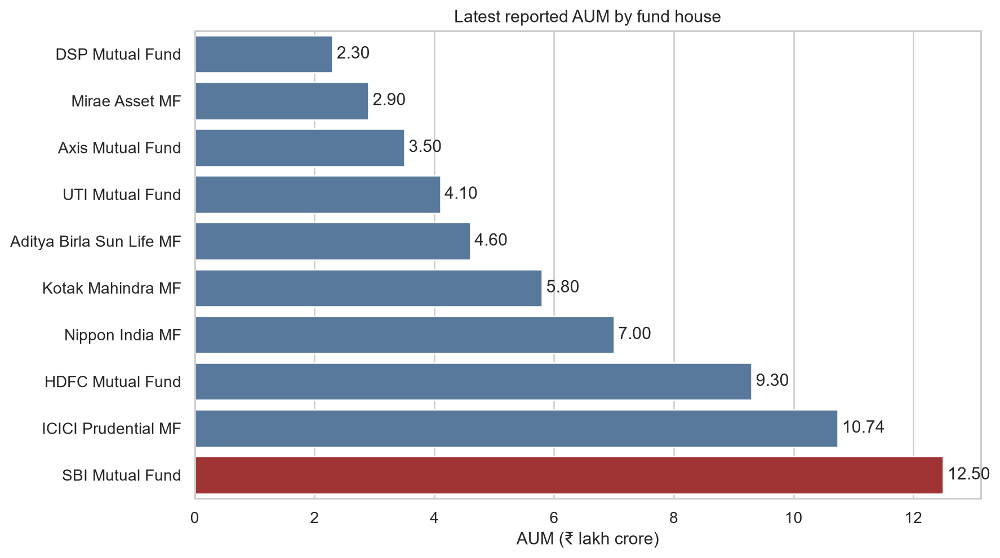 Latest reported AUM by fund house
DSP Mutual Fund 2.30
Mirae Asset MF 2.90
Axis Mutual Fund 3.50
UTI Mutual Fund 4.10
Aditya Birla Sun Life MF 4.60
Kotak Mahindra MF 5.80
Nippon India MF 7.00
HDFC Mutual Fund 9.30
ICICI Prudential MF 10.74
SBI Mutual Fund 12.50
0 2 4 6 8 10 12
AUM (₹ lakh crore)